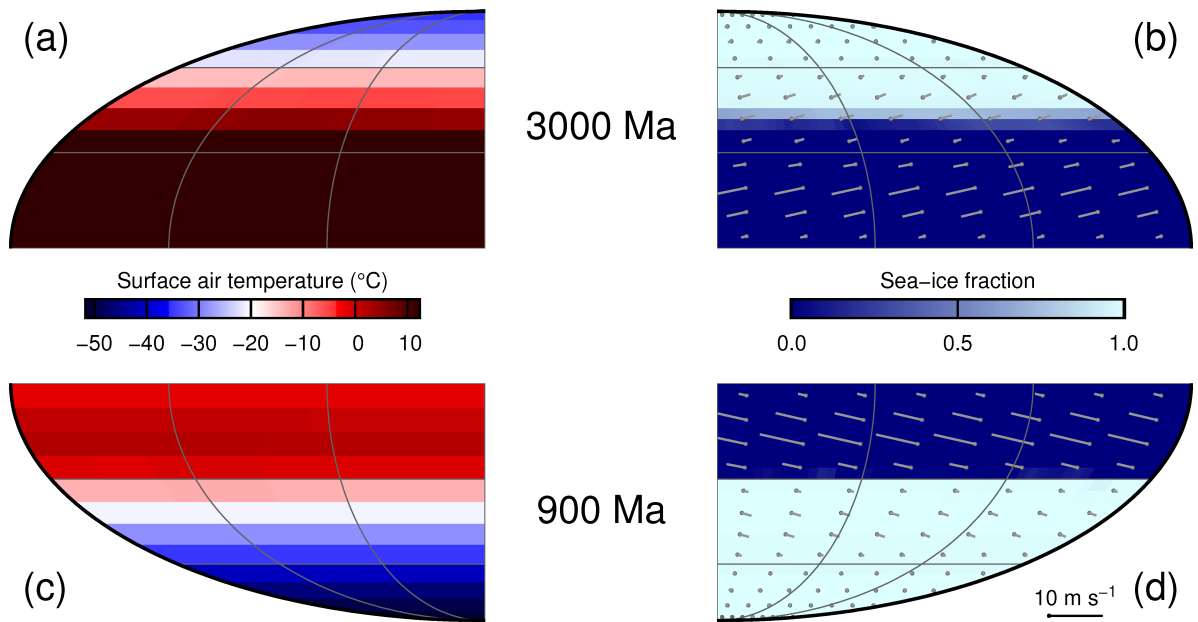 (a)
(b)
3000 Ma
Surface air temperature (°C)
−50 −40 −30 −20 −10 0 10
Sea−ice fraction
0.0 0.5 1.0
900 Ma
(c)
10 m s−1
(d)